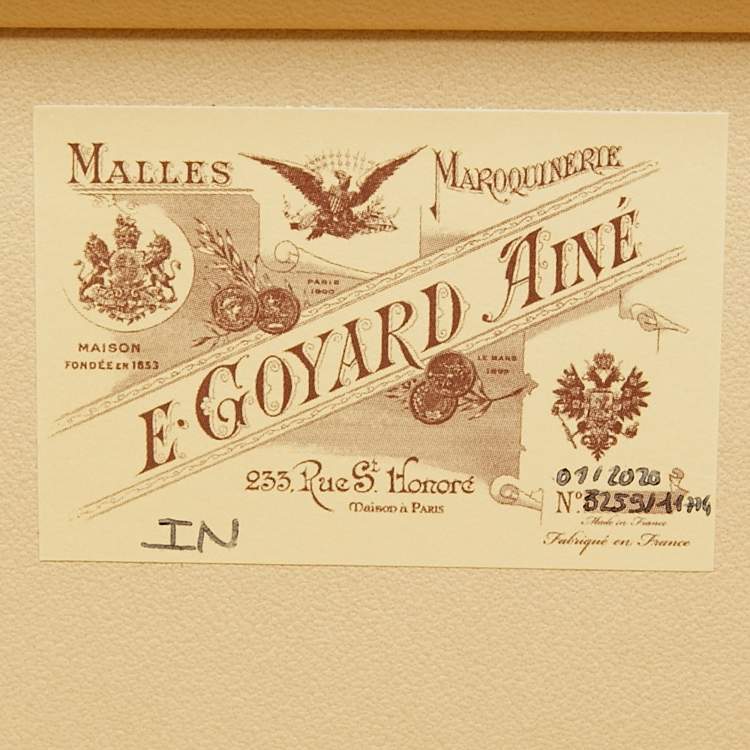 MALLES
MAROQUINERIE
PARIS
1900
MAISON
FONDÉE EN 1853
E. GOYARD AINÉ
LE MANS
1899
233, Rue St. Honoré
Maison à PARIS
01/2020
No.
Made in France
Fabriqué en France
IN